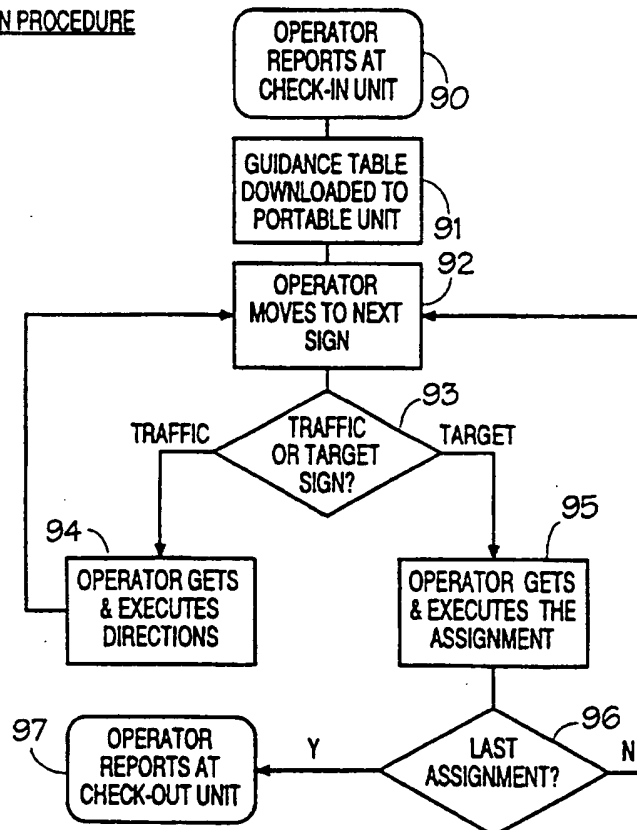 N PROCEDURE
OPERATOR
REPORTS AT
CHECK-IN UNIT
90
GUIDANCE TABLE
DOWNLOADED TO
PORTABLE UNIT
91
OPERATOR
MOVES TO NEXT
SIGN
92
TRAFFIC
OR TARGET
SIGN?
93
TRAFFIC
TARGET
94
OPERATOR GETS
& EXECUTES
DIRECTIONS
95
OPERATOR GETS
& EXECUTES THE
ASSIGNMENT
96
LAST
ASSIGNMENT?
Y
N
97
OPERATOR
REPORTS AT
CHECK-OUT UNIT